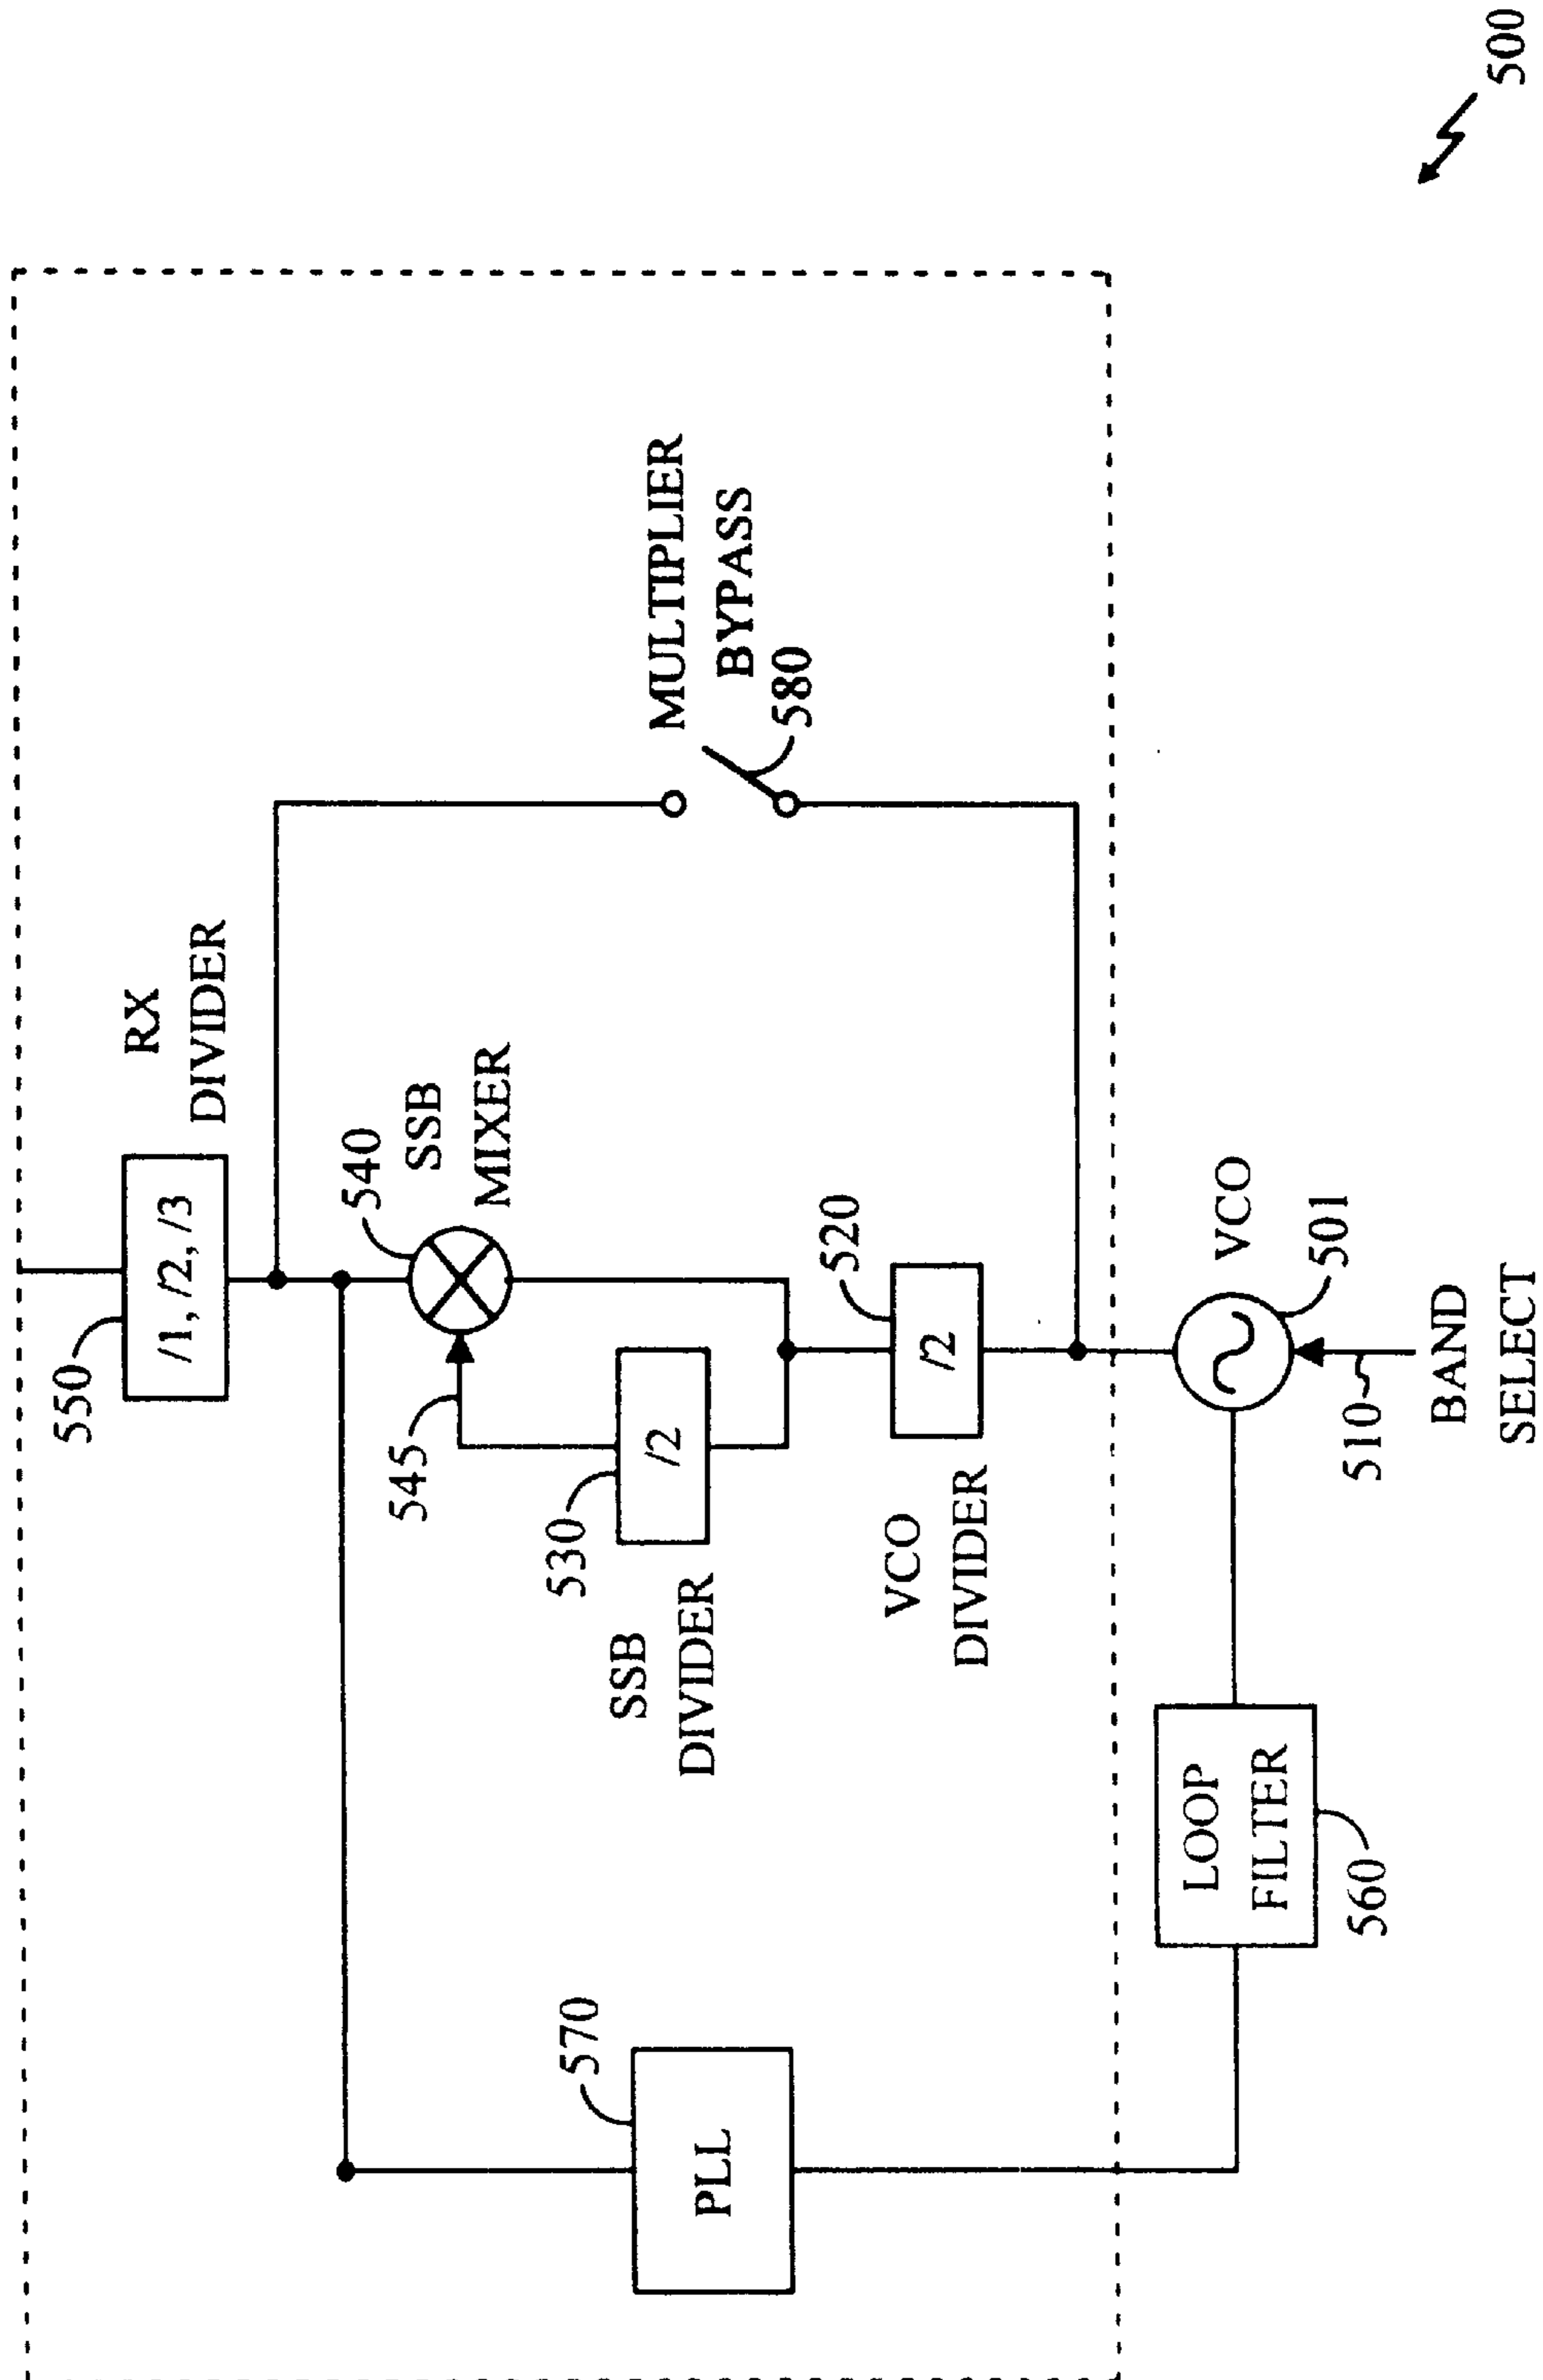 500
550
/1, /2, /3
RX
DIVIDER
540
SSB
MIXER
545
530
/2
SSB
DIVIDER
520
/2
VCO
DIVIDER
MULTIPLIER
BYPASS
580
570
PLL
LOOP
FILTER
560
VCO
501
510
BAND
SELECT